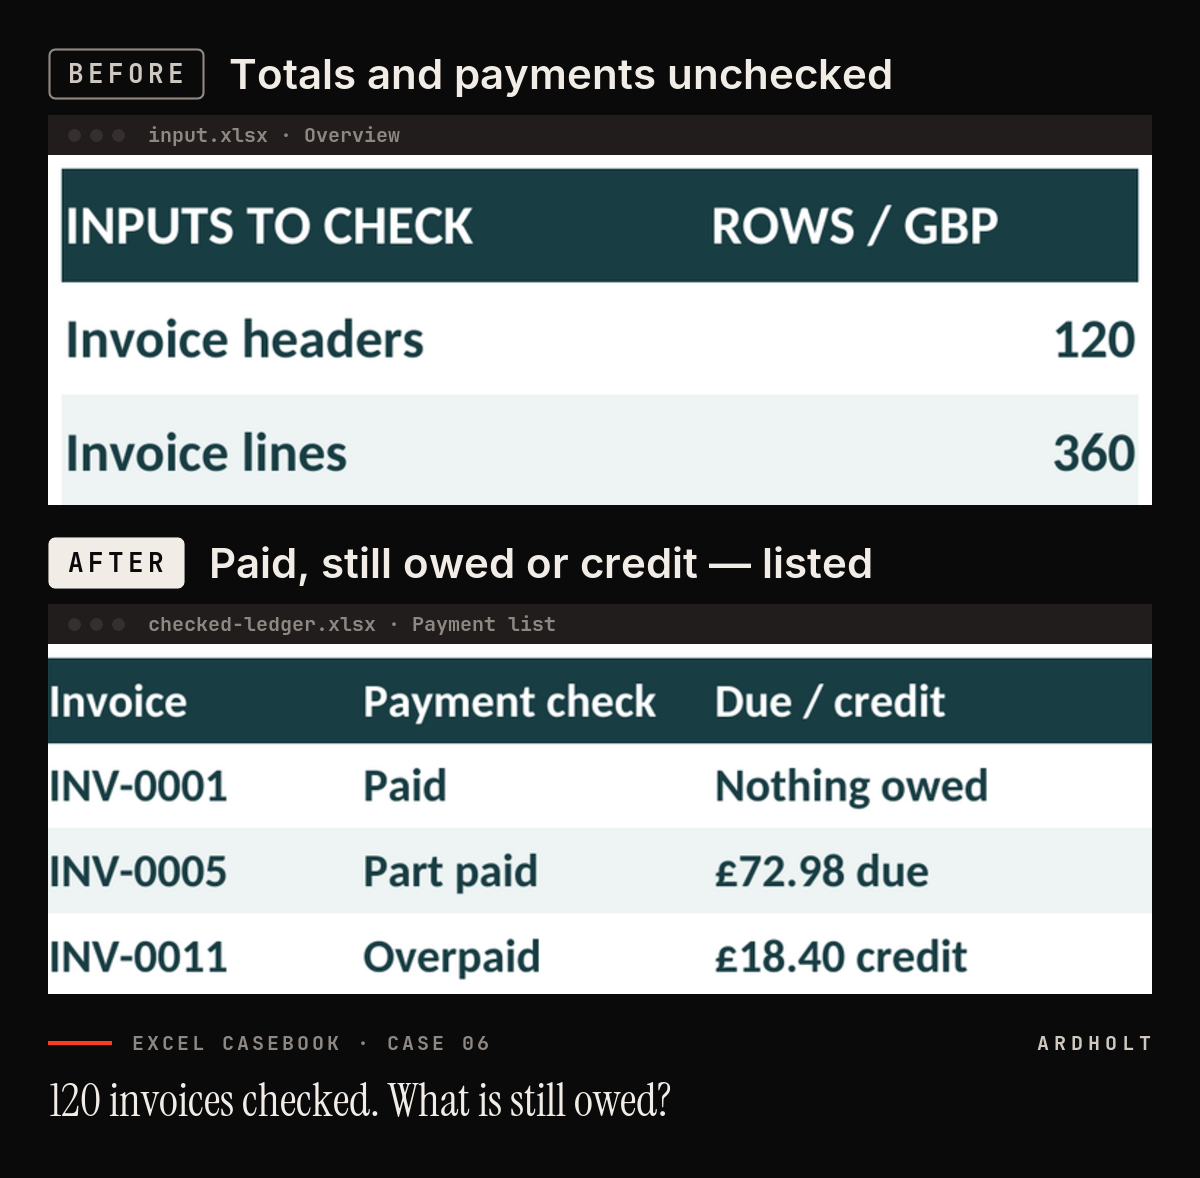 BEFORE Totals and payments unchecked
input.xlsx · Overview
INPUTS TO CHECK ROWS / GBP
Invoice headers 120
Invoice lines 360
AFTER Paid, still owed or credit — listed
checked-ledger.xlsx · Payment list
Invoice Payment check Due / credit
INV-0001 Paid Nothing owed
INV-0005 Part paid £72.98 due
INV-0011 Overpaid £18.40 credit
EXCEL CASEBOOK · CASE 06 ARDHOLT
120 invoices checked. What is still owed?